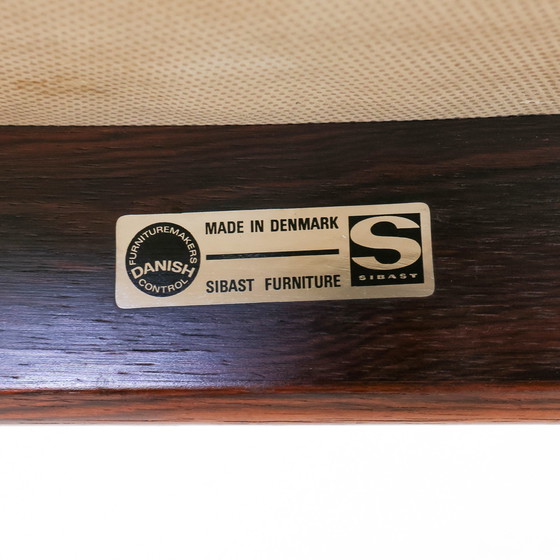 FURNITUREMAKERS
DANISH
CONTROL
MADE IN DENMARK
SIBAST FURNITURE
S
SIBAST